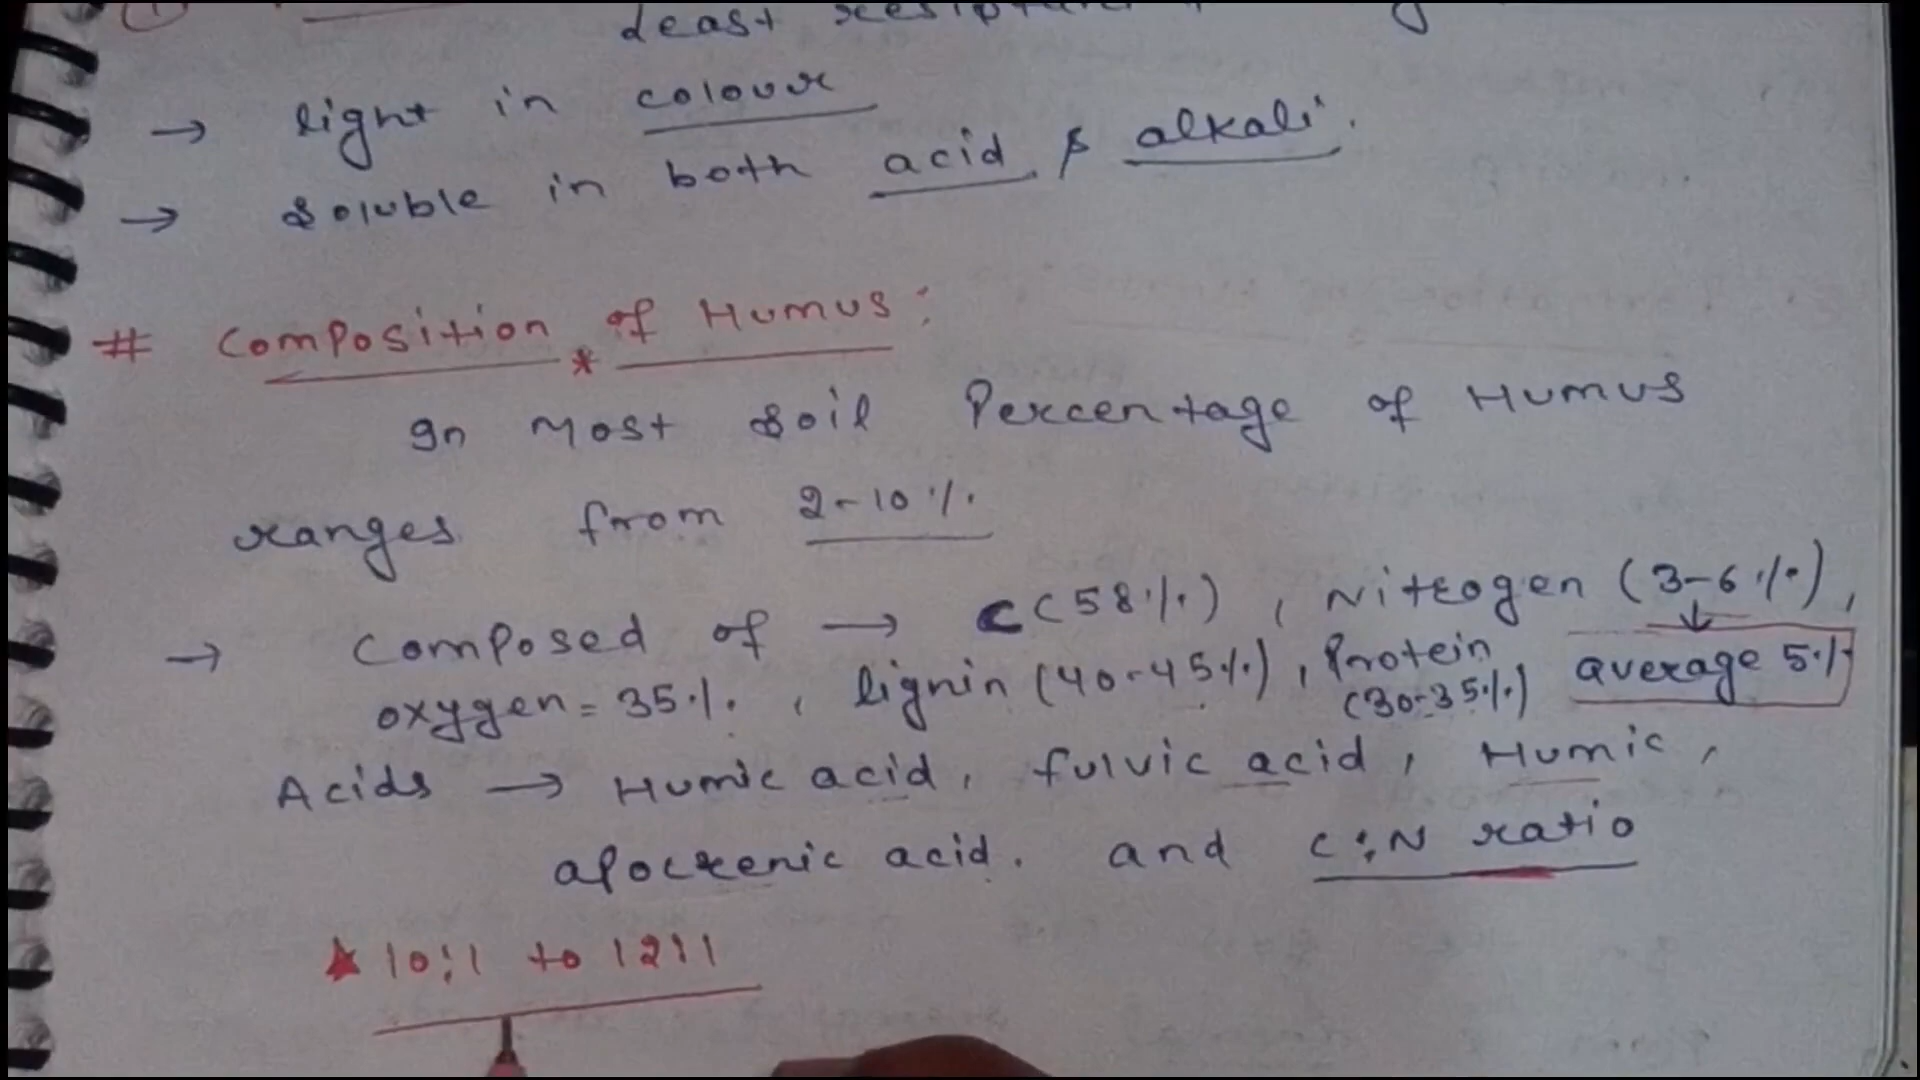 Least
→ light in colour
→ soluble in both acid & alkali.
# Composition of Humus:
*
In Most soil Percentage of Humus
ranges from 2-10%.
→ Composed of → C (58%), Nitrogen (3-6%),
oxygen = 35%, lignin (40-45%), Protein (30-35%) average 5%
Acids → Humic acid, fulvic acid, Humic,
apocrenic acid. and C:N ratio
★ 10:1 to 12:1